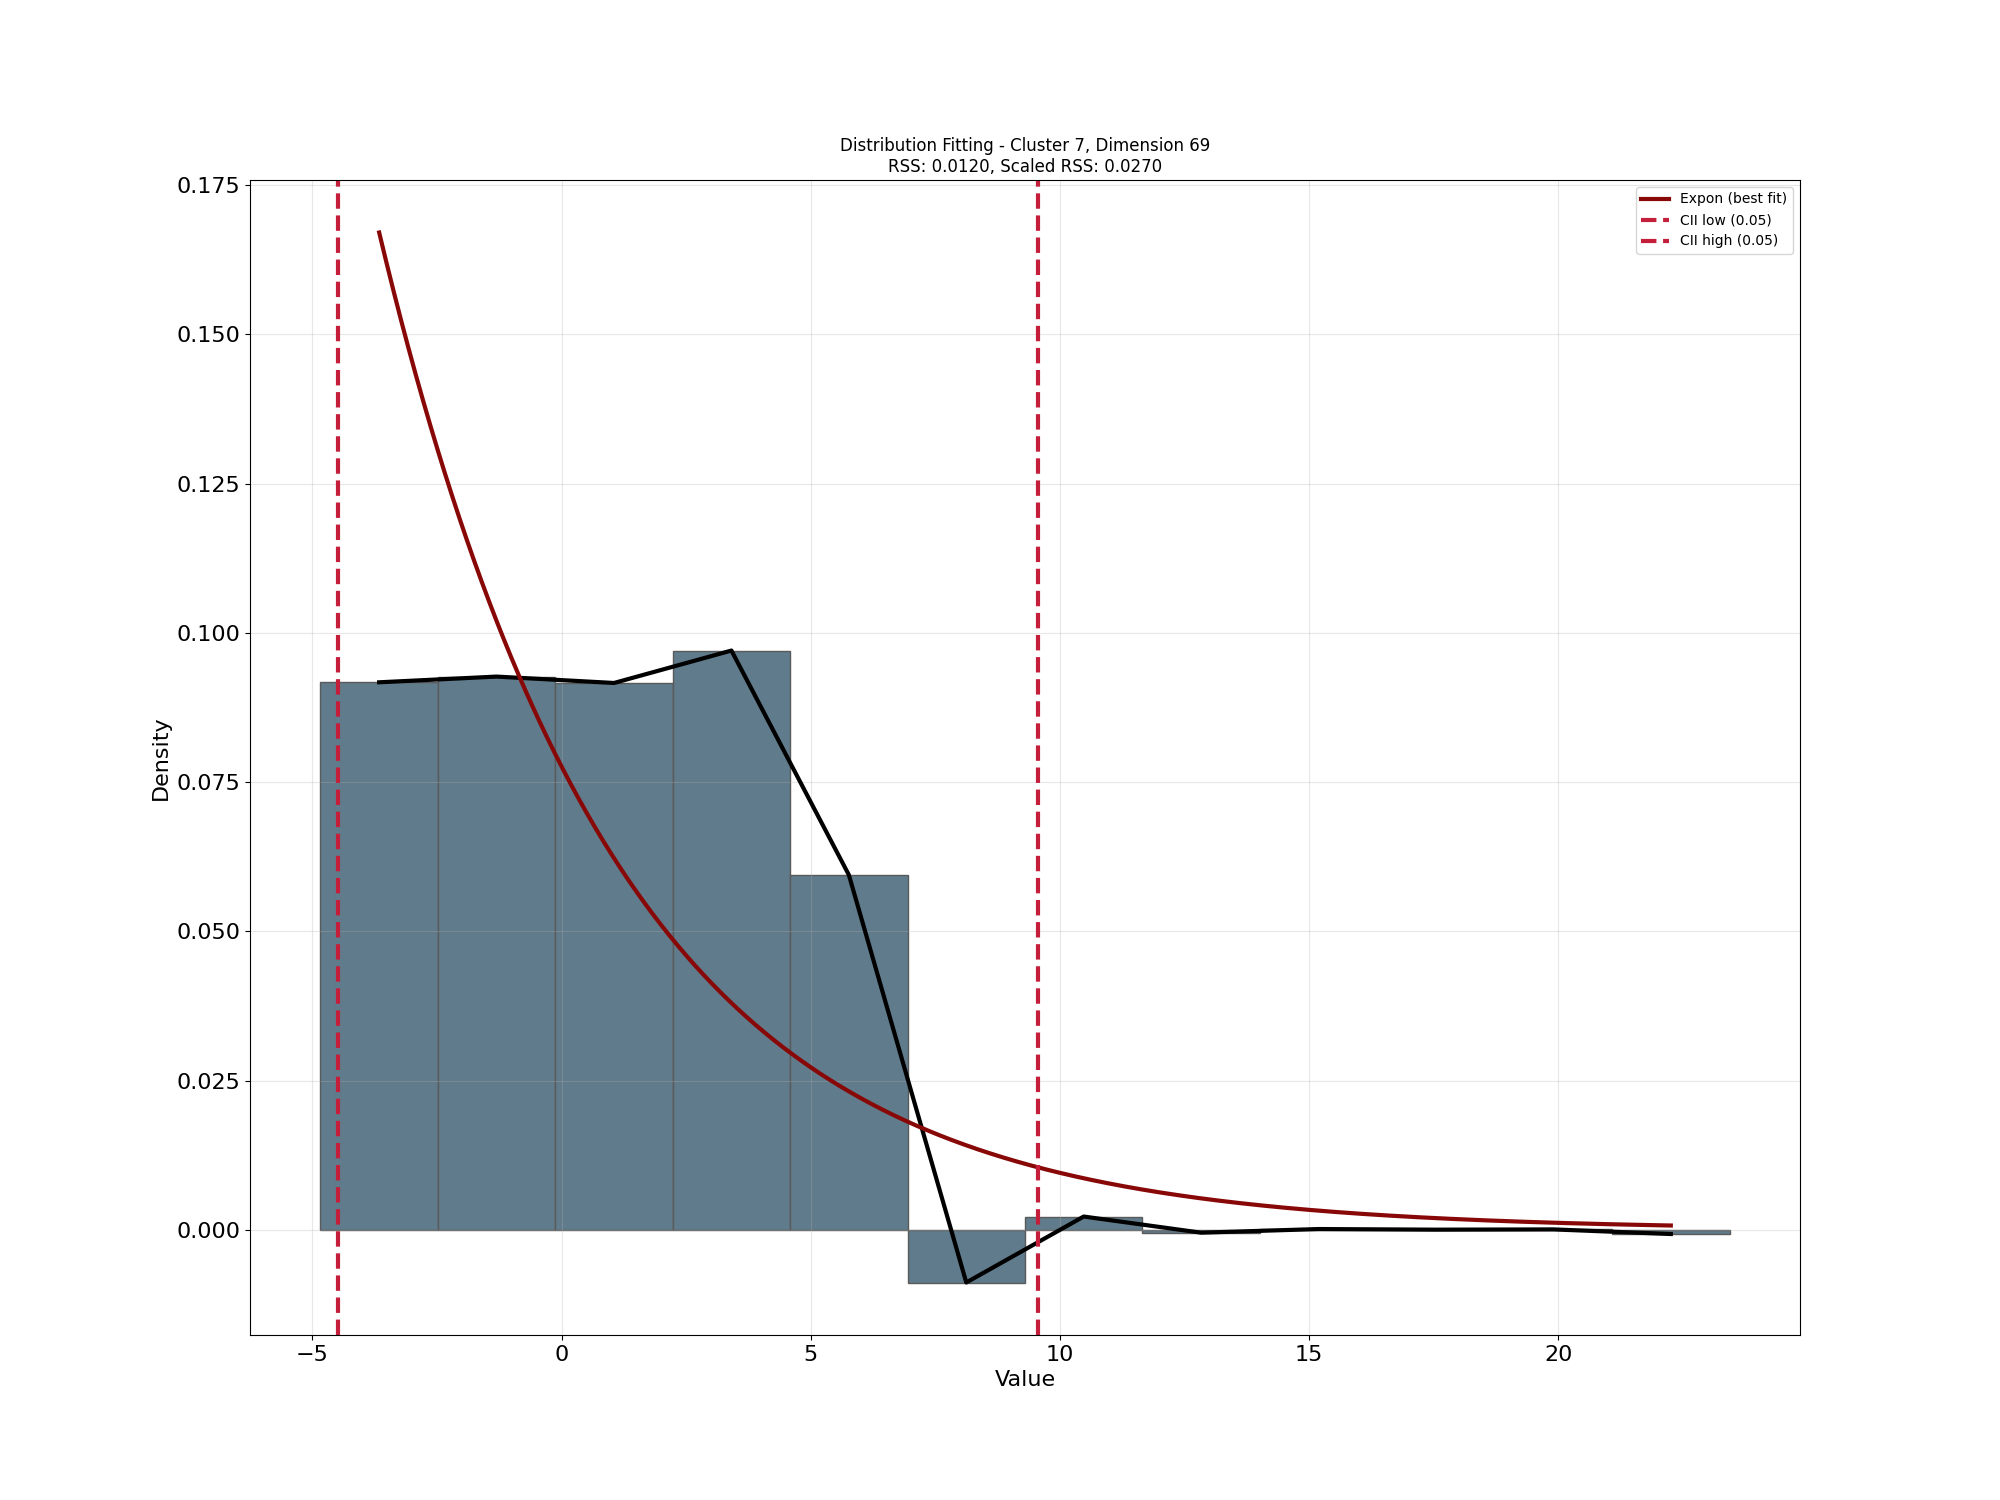 Distribution Fitting - Cluster 7, Dimension 69
RSS: 0.0120, Scaled RSS: 0.0270
Expon (best fit)
CII low (0.05)
CII high (0.05)
Density
0.175
0.150
0.125
0.100
0.075
0.050
0.025
0.000
−5
0
5
10
15
20
Value